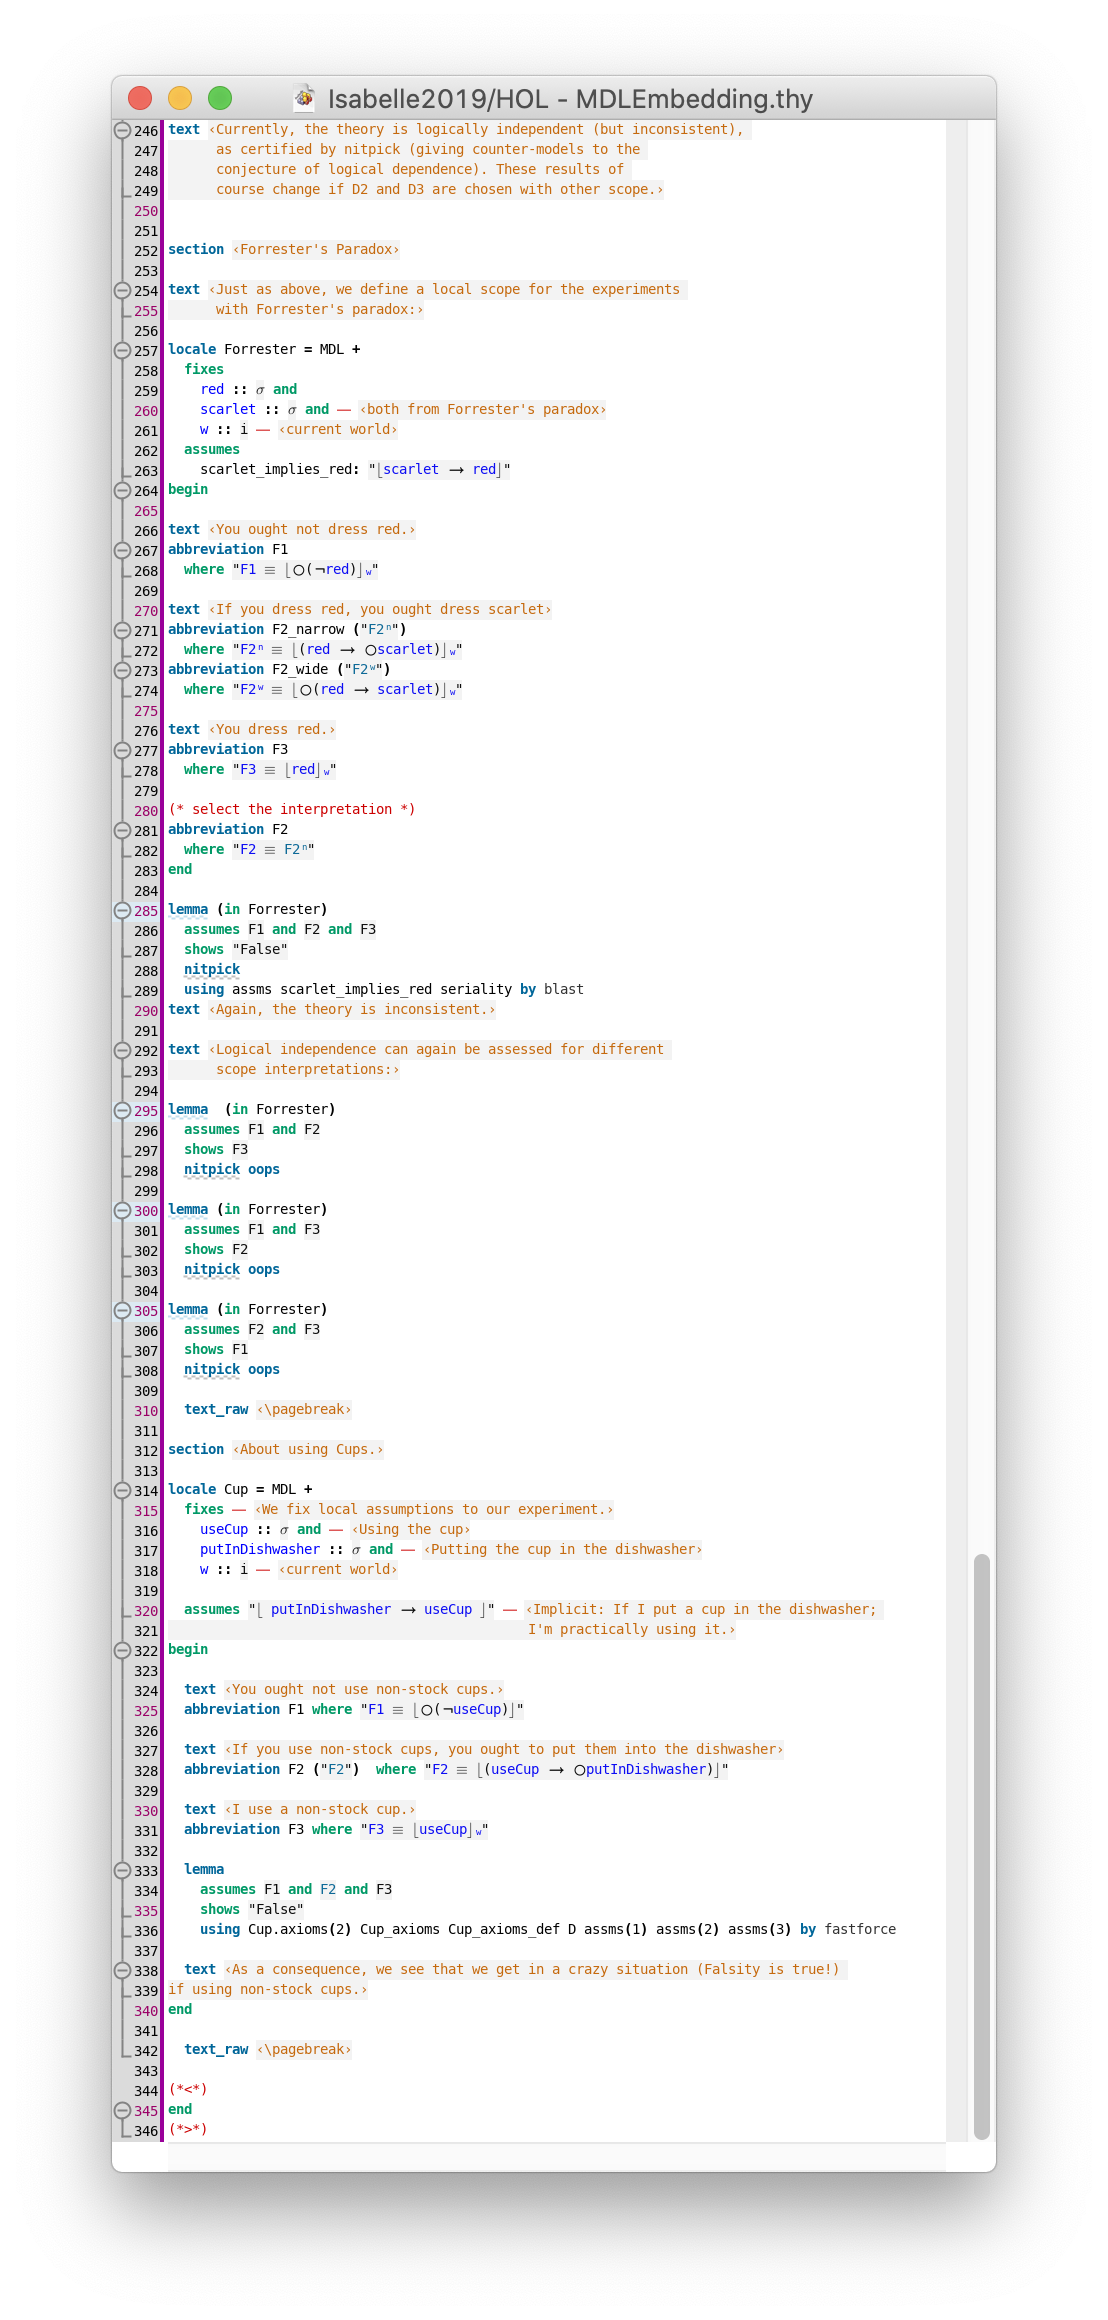 Isabelle2019/HOL - MDLEmbedding.thy
246 text ‹Currently, the theory is logically independent (but inconsistent),
247 as certified by nitpick (giving counter-models to the
248 conjecture of logical dependence). These results of
249 course change if D2 and D3 are chosen with other scope.›
250
251
252 section ‹Forrester's Paradox›
253
254 text ‹Just as above, we define a local scope for the experiments
255 with Forrester's paradox:›
256
257 locale Forrester = MDL +
258 fixes
259 red :: σ and
260 scarlet :: σ and — ‹both from Forrester's paradox›
261 w :: i — ‹current world›
262 assumes
263 scarlet_implies_red: "⌊scarlet ⟶ red⌋"
264 begin
265
266 text ‹You ought not dress red.›
267 abbreviation F1
268 where "F1 ≡ ⌊○(¬red)⌋w"
269
270 text ‹If you dress red, you ought dress scarlet›
271 abbreviation F2_narrow ("F2ⁿ")
272 where "F2ⁿ ≡ ⌊(red ⟶ ○scarlet)⌋w"
273 abbreviation F2_wide ("F2ʷ")
274 where "F2ʷ ≡ ⌊○(red ⟶ scarlet)⌋w"
275
276 text ‹You dress red.›
277 abbreviation F3
278 where "F3 ≡ ⌊red⌋w"
279
280 (* select the interpretation *)
281 abbreviation F2
282 where "F2 ≡ F2ⁿ"
283 end
284
285 lemma (in Forrester)
286 assumes F1 and F2 and F3
287 shows "False"
288 nitpick
289 using assms scarlet_implies_red seriality by blast
290 text ‹Again, the theory is inconsistent.›
291
292 text ‹Logical independence can again be assessed for different
293 scope interpretations:›
294
295 lemma (in Forrester)
296 assumes F1 and F2
297 shows F3
298 nitpick oops
299
300 lemma (in Forrester)
301 assumes F1 and F3
302 shows F2
303 nitpick oops
304
305 lemma (in Forrester)
306 assumes F2 and F3
307 shows F1
308 nitpick oops
309
310 text_raw ‹\pagebreak›
311
312 section ‹About using Cups.›
313
314 locale Cup = MDL +
315 fixes — ‹We fix local assumptions to our experiment.›
316 useCup :: σ and — ‹Using the cup›
317 putInDishwasher :: σ and — ‹Putting the cup in the dishwasher›
318 w :: i — ‹current world›
319
320 assumes "⌊ putInDishwasher ⟶ useCup ⌋" — ‹Implicit: If I put a cup in the dishwasher;
321 I'm practically using it.›
322 begin
323
324 text ‹You ought not use non-stock cups.›
325 abbreviation F1 where "F1 ≡ ⌊○(¬useCup)⌋"
326
327 text ‹If you use non-stock cups, you ought to put them into the dishwasher›
328 abbreviation F2 ("F2") where "F2 ≡ ⌊(useCup ⟶ ○putInDishwasher)⌋"
329
330 text ‹I use a non-stock cup.›
331 abbreviation F3 where "F3 ≡ ⌊useCup⌋w"
332
333 lemma
334 assumes F1 and F2 and F3
335 shows "False"
336 using Cup.axioms(2) Cup_axioms Cup_axioms_def D assms(1) assms(2) assms(3) by fastforce
337
338 text ‹As a consequence, we see that we get in a crazy situation (Falsity is true!)
339 if using non-stock cups.›
340 end
341
342 text_raw ‹\pagebreak›
343
344 (*<*)
345 end
346 (*>*)